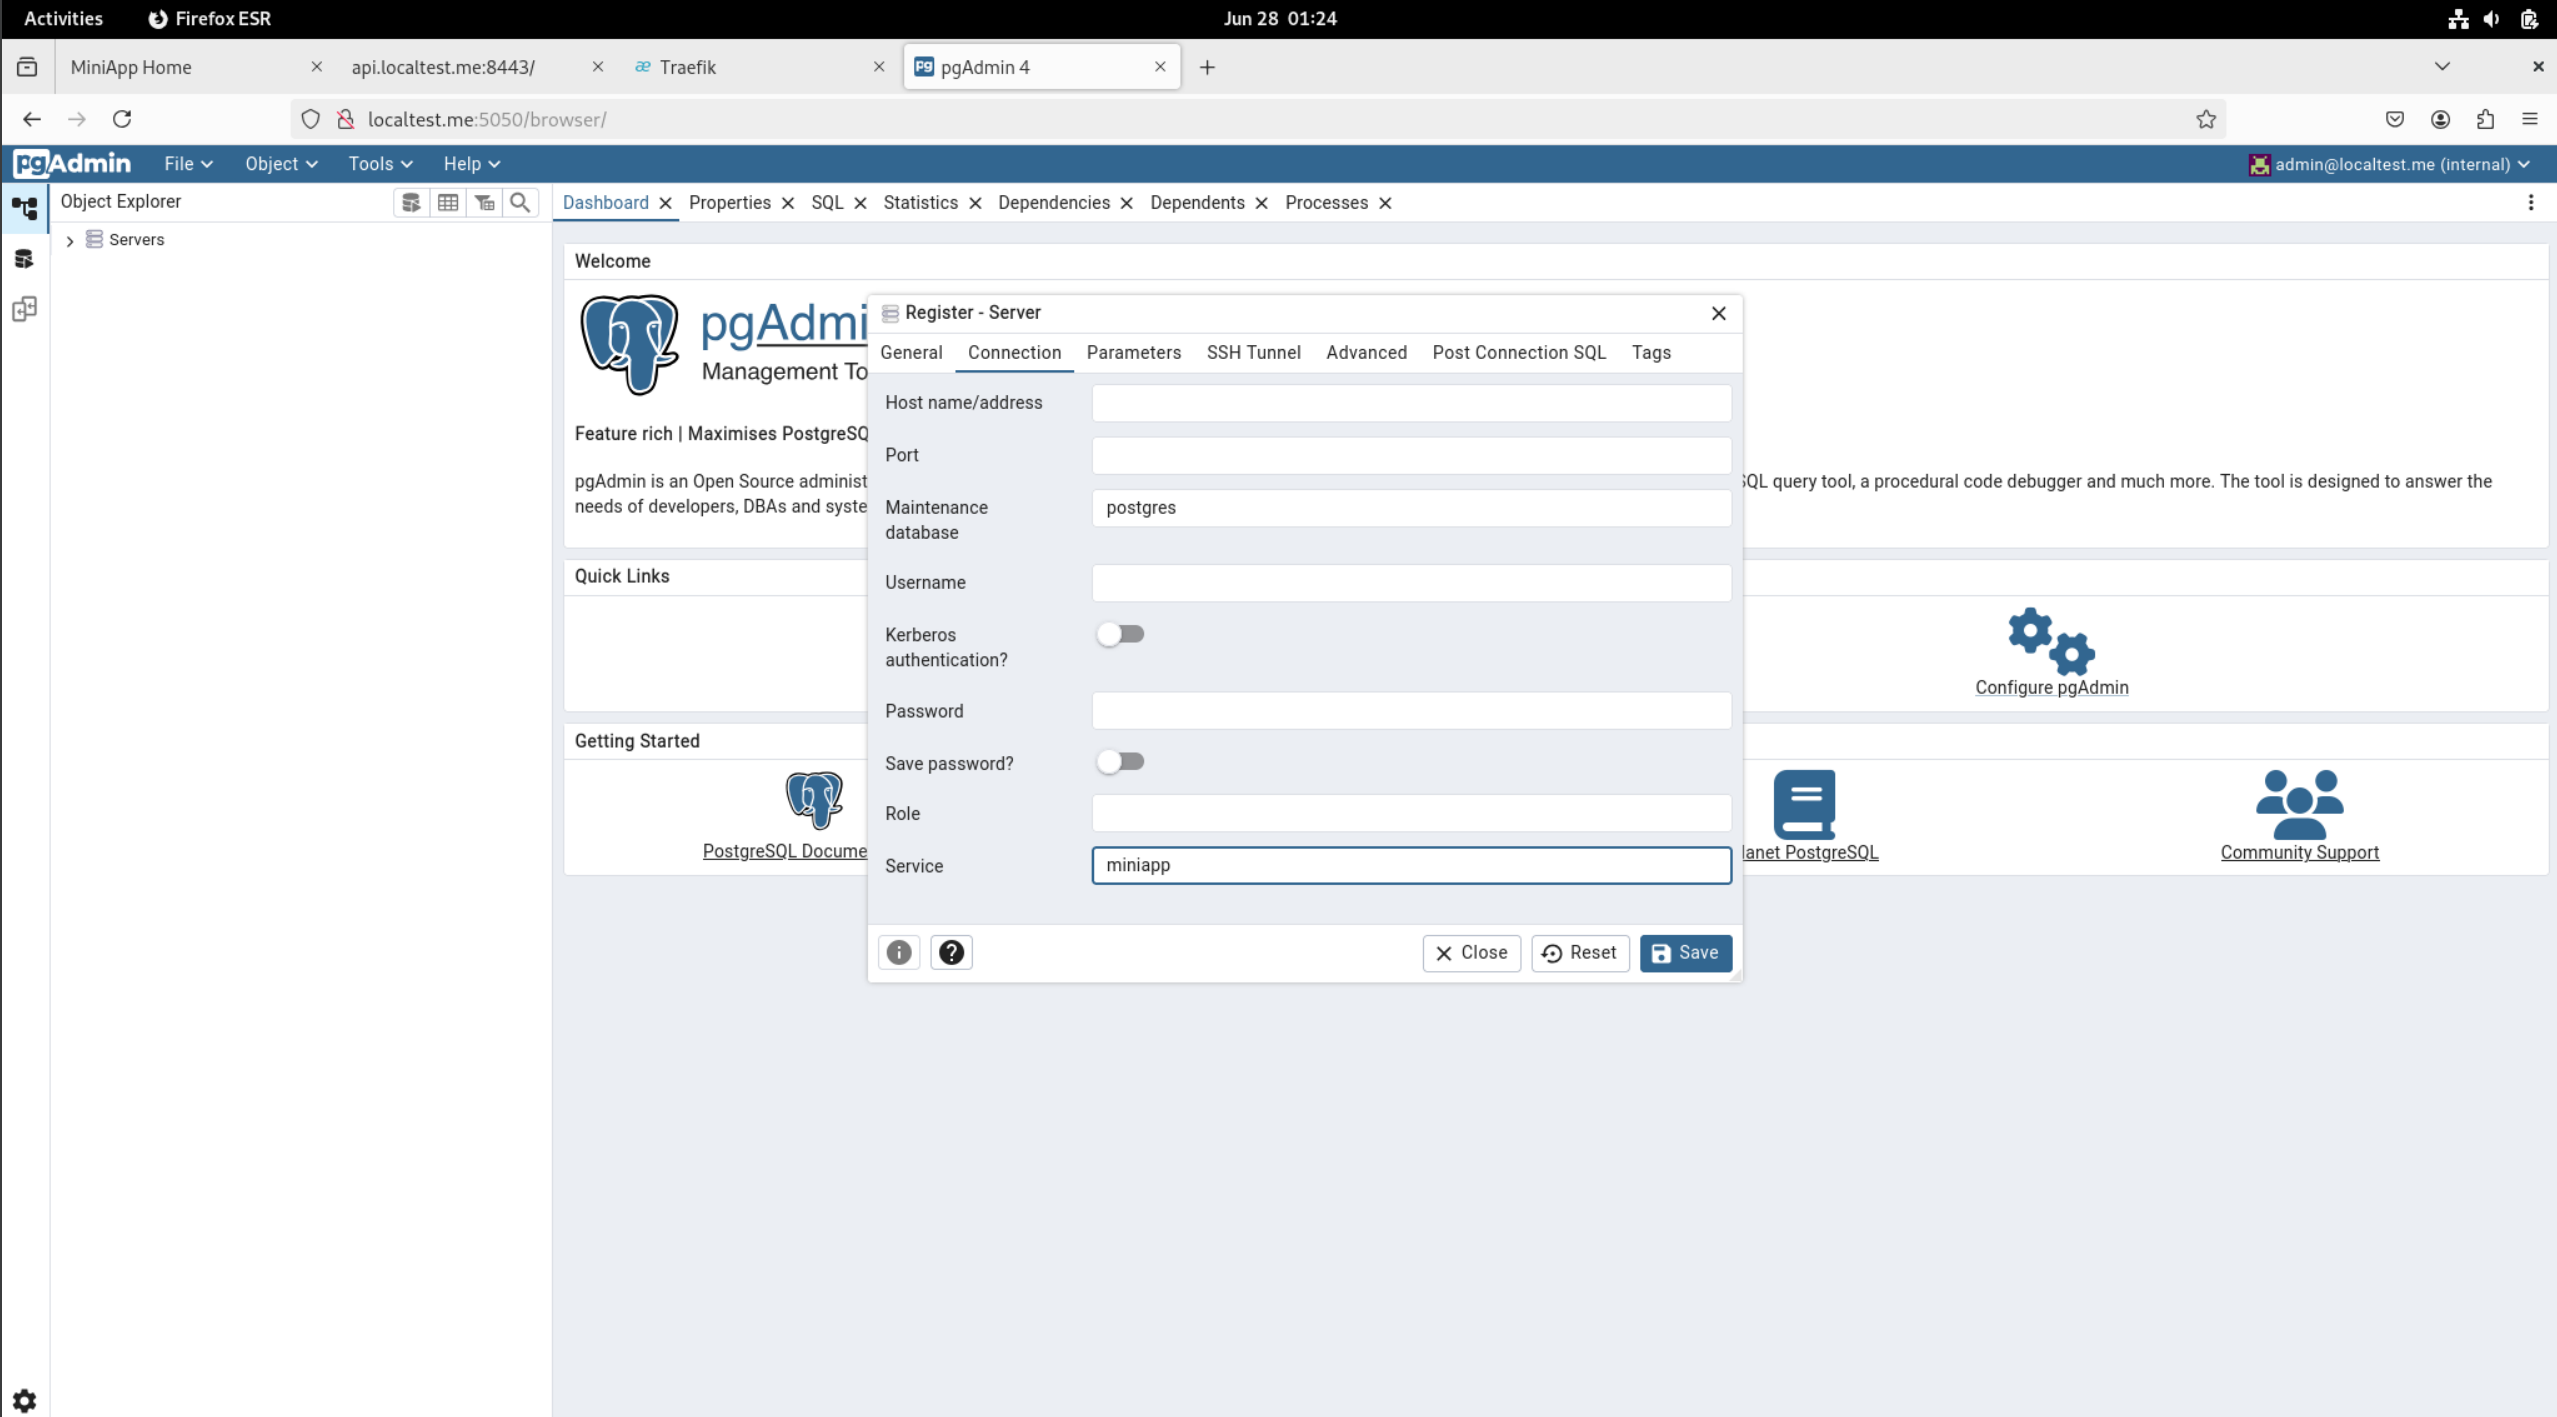 Activities Firefox ESR Jun 28 01:24
MiniApp Home api.localtest.me:8443/ Traefik pgAdmin 4
localtest.me:5050/browser/
pgAdmin File Object Tools Help admin@localtest.me (internal)
Object Explorer Dashboard Properties SQL Statistics Dependencies Dependents Processes
Servers
Welcome
pgAdmi
Management To
Feature rich | Maximises PostgreSQ
pgAdmin is an Open Source administ SQL query tool, a procedural code debugger and much more. The tool is designed to answer the
needs of developers, DBAs and syste
Quick Links
Configure pgAdmin
Getting Started
PostgreSQL Docume
lanet PostgreSQL
Community Support
Register - Server
General Connection Parameters SSH Tunnel Advanced Post Connection SQL Tags
Host name/address
Port
Maintenance
database
postgres
Username
Kerberos
authentication?
Password
Save password?
Role
Service miniapp
Close Reset Save